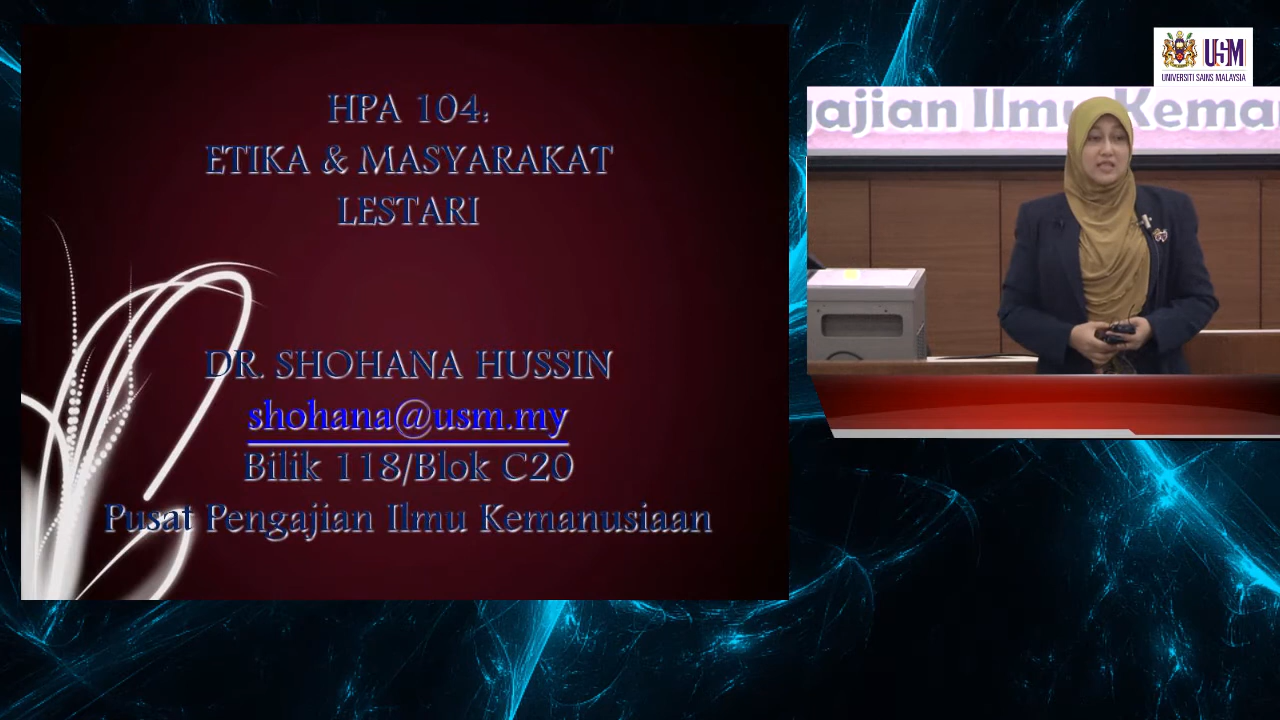 HPA 104:
ETIKA & MASYARAKAT
LESTARI
DR. SHOHANA HUSSIN
shohana@usm.my
Bilik 118/Blok C20
Pusat Pengajian Ilmu Kemanusiaan
USM
UNIVERSITI SAINS MALAYSIA
gajian Ilmu Kema